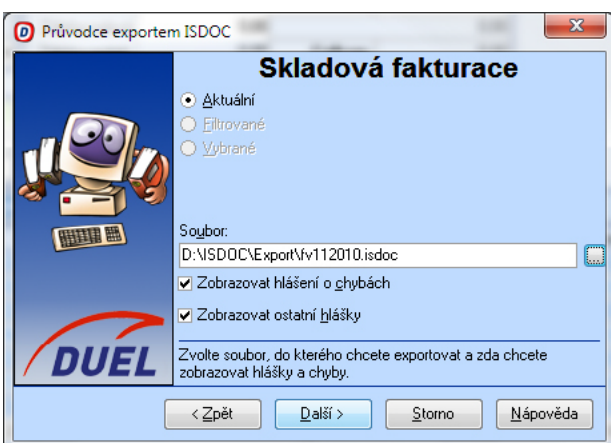 Průvodce exportem ISDOC
Skladová fakturace
Aktuální
Filtrované
Vybrané
Soubor:
D:\ISDOC\Export\fv112010.isdoc
...
Zobrazovat hlášení o chybách
Zobrazovat ostatní hlášky
DUEL
Zvolte soubor, do kterého chcete exportovat a zda chcete
zobrazovat hlášky a chyby.
< Zpět Další > Storno Nápověda